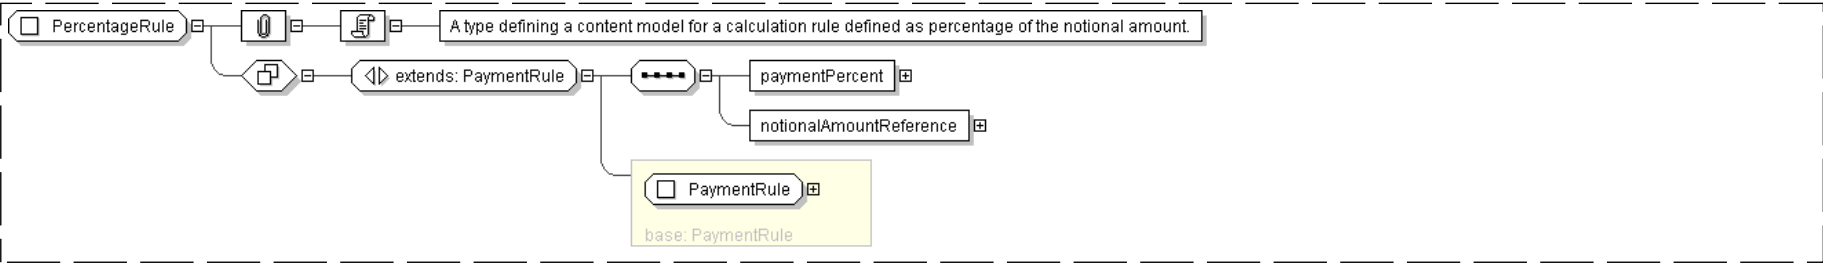 PercentageRule
A type defining a content model for a calculation rule defined as percentage of the notional amount.
extends: PaymentRule
paymentPercent
notionalAmountReference
PaymentRule
base: PaymentRule